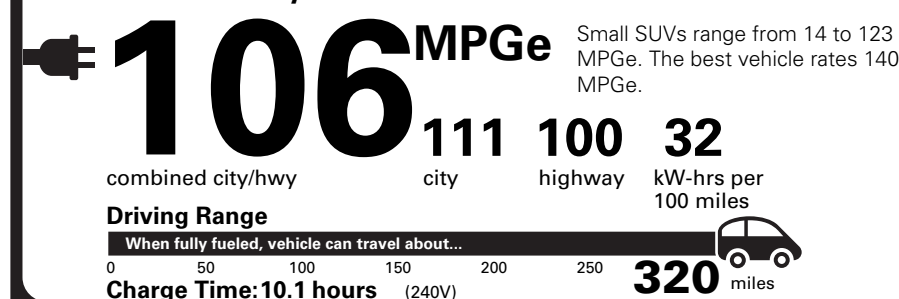 106 MPGe
Small SUVs range from 14 to 123
MPGe. The best vehicle rates 140
MPGe.
111 100 32
combined city/hwy city highway kW-hrs per
100 miles
Driving Range
When fully fueled, vehicle can travel about...
0 50 100 150 200 250 320 miles
Charge Time: 10.1 hours (240V)